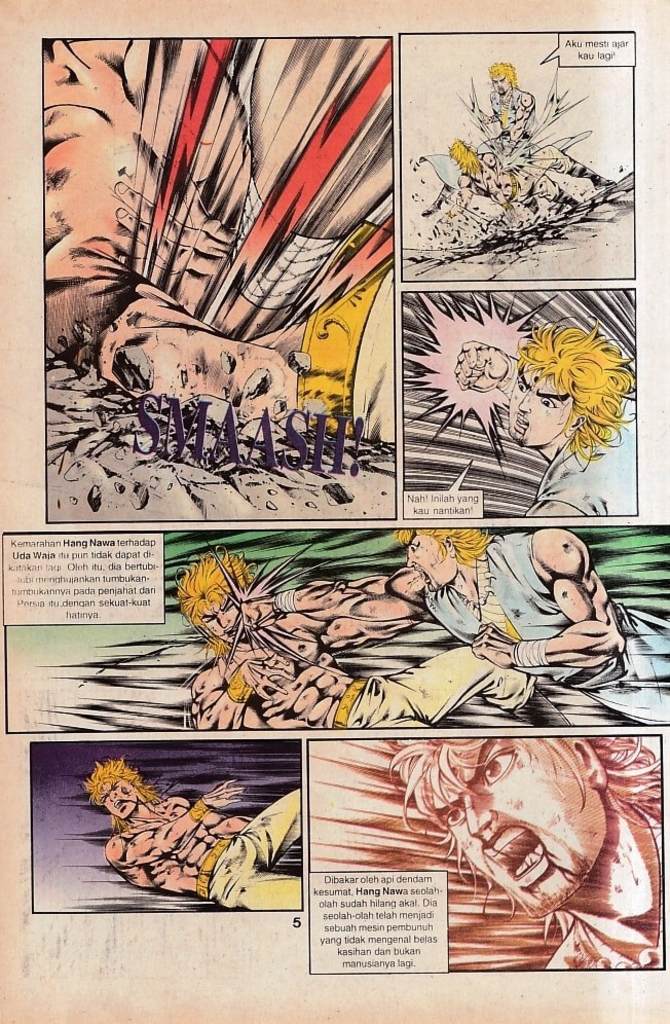 SMAASH!
Aku mesti ajar
kau lagi!
Nah! Inilah yang
kau nantikan!
Kemarahan Hang Nawa terhadap
Uda Waja itu pun tidak dapat di-
katakan lagi. Oleh itu, dia bertubi-
tubi menghujankan tumbukan-
tumbukannya pada penjahat dari
Persia itu,dengan sekuat-kuat
hatinya.
5
Dibakar oleh api dendam
kesumat, Hang Nawa seolah-
olah sudah hilang akal. Dia
seolah-olah telah menjadi
sebuah mesin pembunuh
yang tidak mengenal belas
kasihan dan bukan
manusianya lagi.